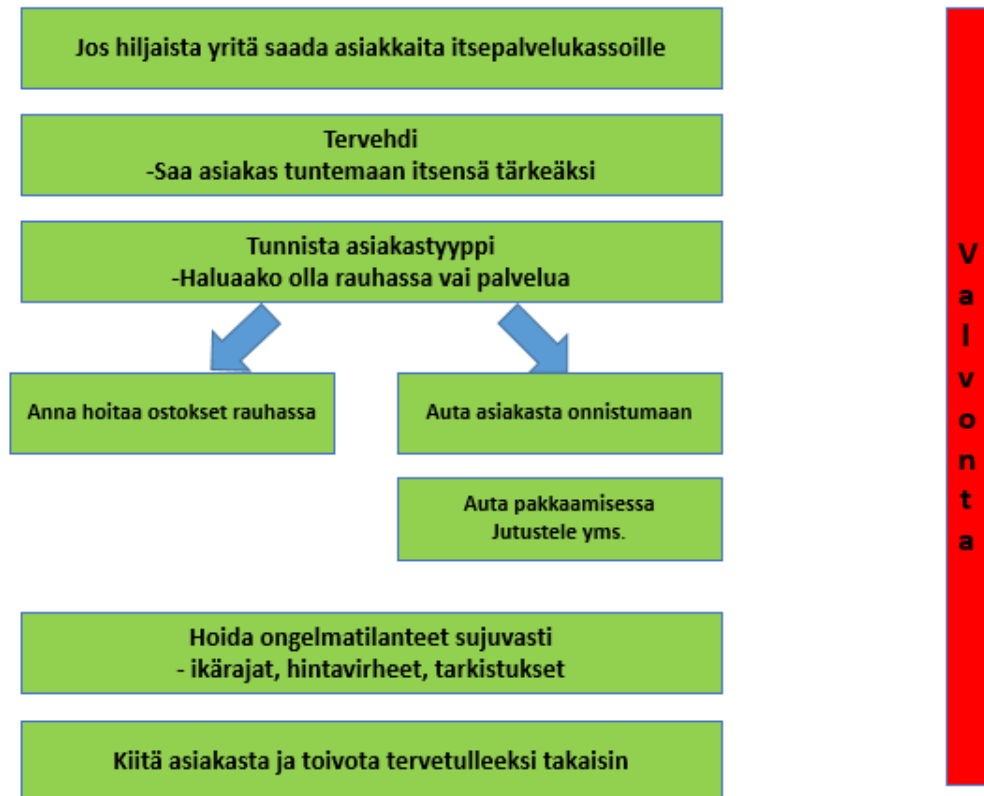 Jos hiljaista yritä saada asiakkaita itsepalvelukassoille
Tervehdi
-Saa asiakas tuntemaan itsensä tärkeäksi
Tunnista asiakastyyppi
-Haluaako olla rauhassa vai palvelua
Anna hoitaa ostokset rauhassa
Auta asiakasta onnistumaan
Auta pakkaamisessa
Jutustele yms.
Hoida ongelmatilanteet sujuvasti
- ikärajat, hintavirheet, tarkistukset
Kiitä asiakasta ja toivota tervetulleeksi takaisin
Valvonta